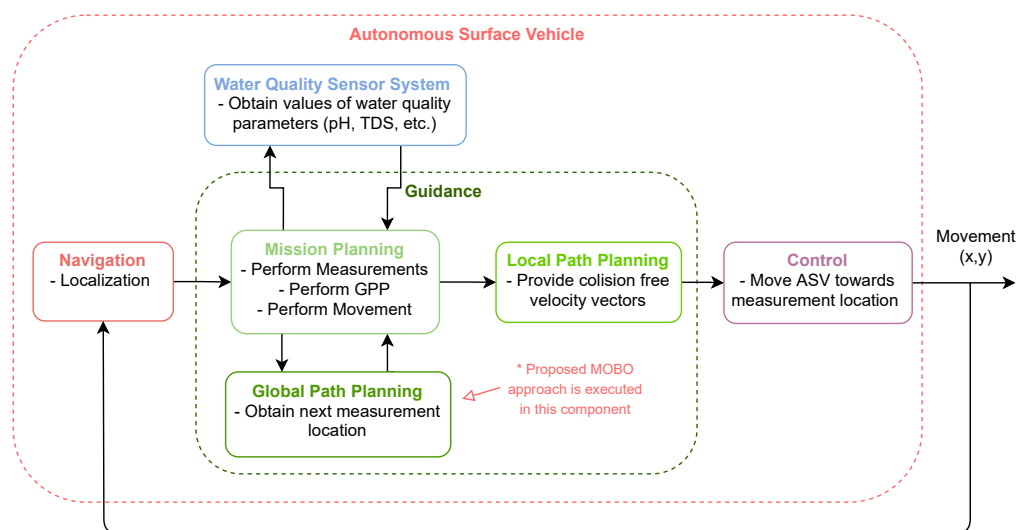 Autonomous Surface Vehicle
Water Quality Sensor System
- Obtain values of water quality
parameters (pH, TDS, etc.)
Guidance
Navigation
- Localization
Mission Planning
- Perform Measurements
- Perform GPP
- Perform Movement
Local Path Planning
- Provide colision free
velocity vectors
Control
- Move ASV towards
measurement location
Movement
(x,y)
Global Path Planning
- Obtain next measurement
location
* Proposed MOBO
approach is executed
in this component